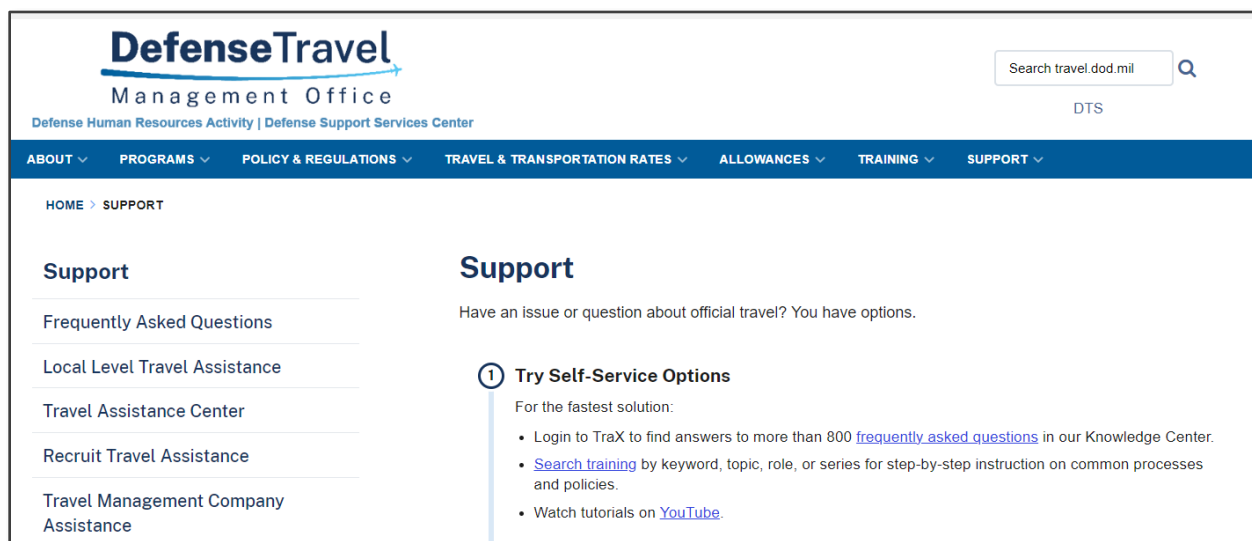 DefenseTravel
Management Office
Defense Human Resources Activity | Defense Support Services Center
Search travel.dod.mil
DTS
ABOUT PROGRAMS POLICY & REGULATIONS TRAVEL & TRANSPORTATION RATES ALLOWANCES TRAINING SUPPORT
HOME > SUPPORT
Support
Frequently Asked Questions
Local Level Travel Assistance
Travel Assistance Center
Recruit Travel Assistance
Travel Management Company
Assistance
Support
Have an issue or question about official travel? You have options.
1 Try Self-Service Options
For the fastest solution:
• Login to TraX to find answers to more than 800 frequently asked questions in our Knowledge Center.
• Search training by keyword, topic, role, or series for step-by-step instruction on common processes
and policies.
• Watch tutorials on YouTube.